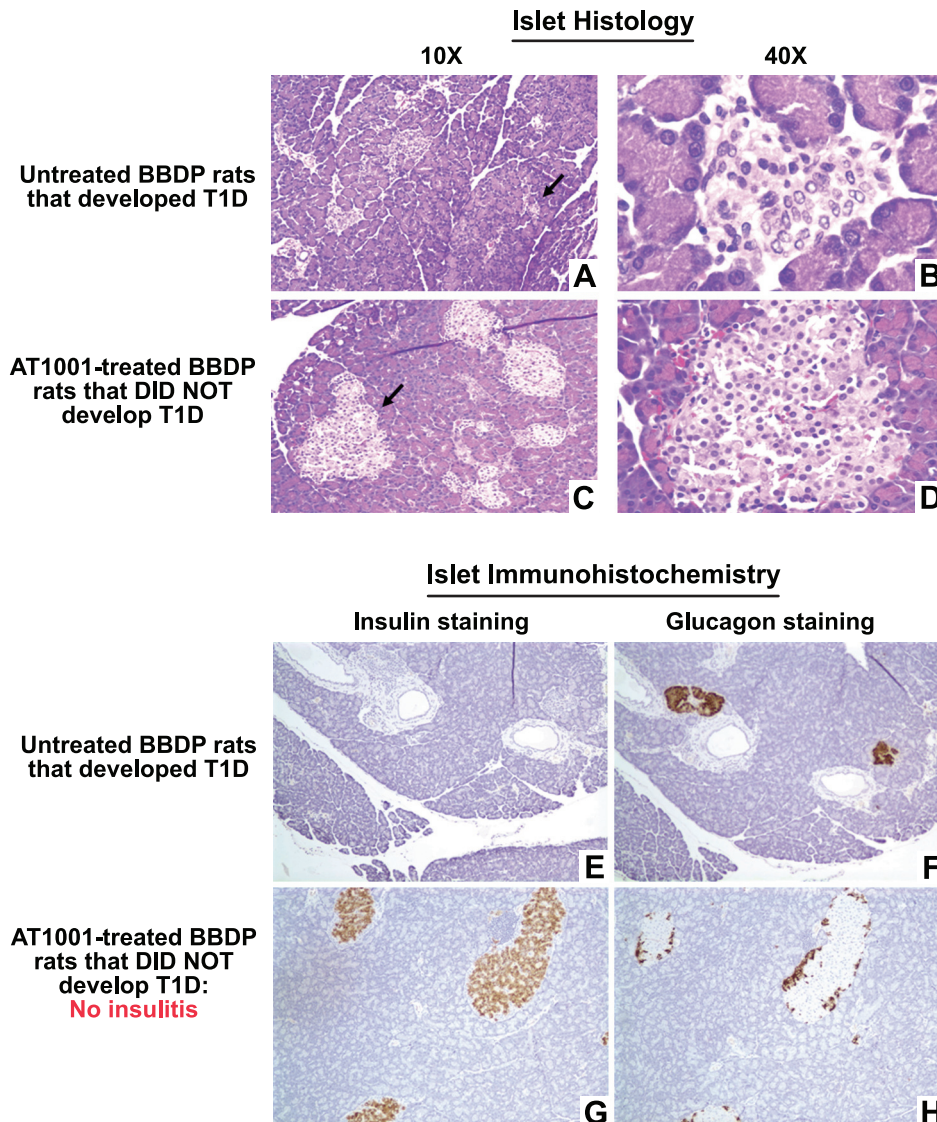 Islet Histology
10X
40X
Untreated BBDP rats
that developed T1D
A
B
AT1001-treated BBDP
rats that DID NOT
develop T1D
C
D
Islet Immunohistochemistry
Insulin staining
Glucagon staining
Untreated BBDP rats
that developed T1D
E
F
AT1001-treated BBDP
rats that DID NOT
develop T1D:
No insulitis
G
H